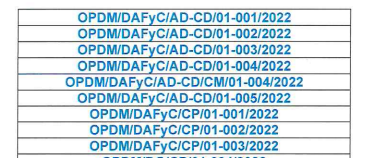 OPDM/DAFyC/AD-CD/01-001/2022
OPDM/DAFyC/AD-CD/01-002/2022
OPDM/DAFyC/AD-CD/01-003/2022
OPDM/DAFyC/AD-CD/01-004/2022
OPDM/DAFyC/AD-CD/CM/01-004/2022
OPDM/DAFyC/AD-CD/01-005/2022
OPDM/DAFyC/CP/01-001/2022
OPDM/DAFyC/CP/01-002/2022
OPDM/DAFyC/CP/01-003/2022